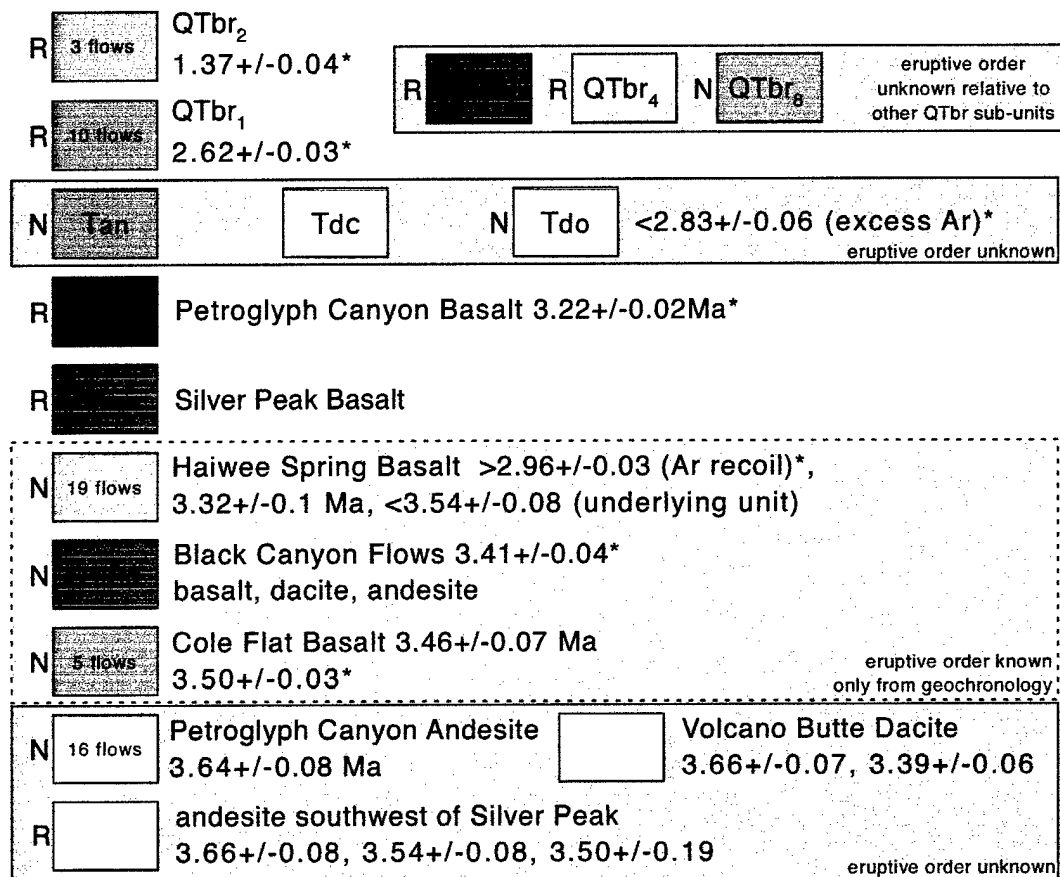 R 3 flows QTbr₂
1.37+/-0.04*
R 10 flows QTbr₁
2.62+/-0.03*
R R QTbr₄ N QTbr₈
eruptive order
unknown relative to
other QTbr sub-units
N Tan Tdc N Tdo <2.83+/-0.06 (excess Ar)*
eruptive order unknown
R Petroglyph Canyon Basalt 3.22+/-0.02Ma*
R Silver Peak Basalt
N 19 flows Haiwee Spring Basalt >2.96+/-0.03 (Ar recoil)*,
3.32+/-0.1 Ma, <3.54+/-0.08 (underlying unit)
N Black Canyon Flows 3.41+/-0.04*
basalt, dacite, andesite
N 5 flows Cole Flat Basalt 3.46+/-0.07 Ma
3.50+/-0.03*
eruptive order known
only from geochronology
N 16 flows Petroglyph Canyon Andesite
3.64+/-0.08 Ma
Volcano Butte Dacite
3.66+/-0.07, 3.39+/-0.06
R andesite southwest of Silver Peak
3.66+/-0.08, 3.54+/-0.08, 3.50+/-0.19
eruptive order unknown